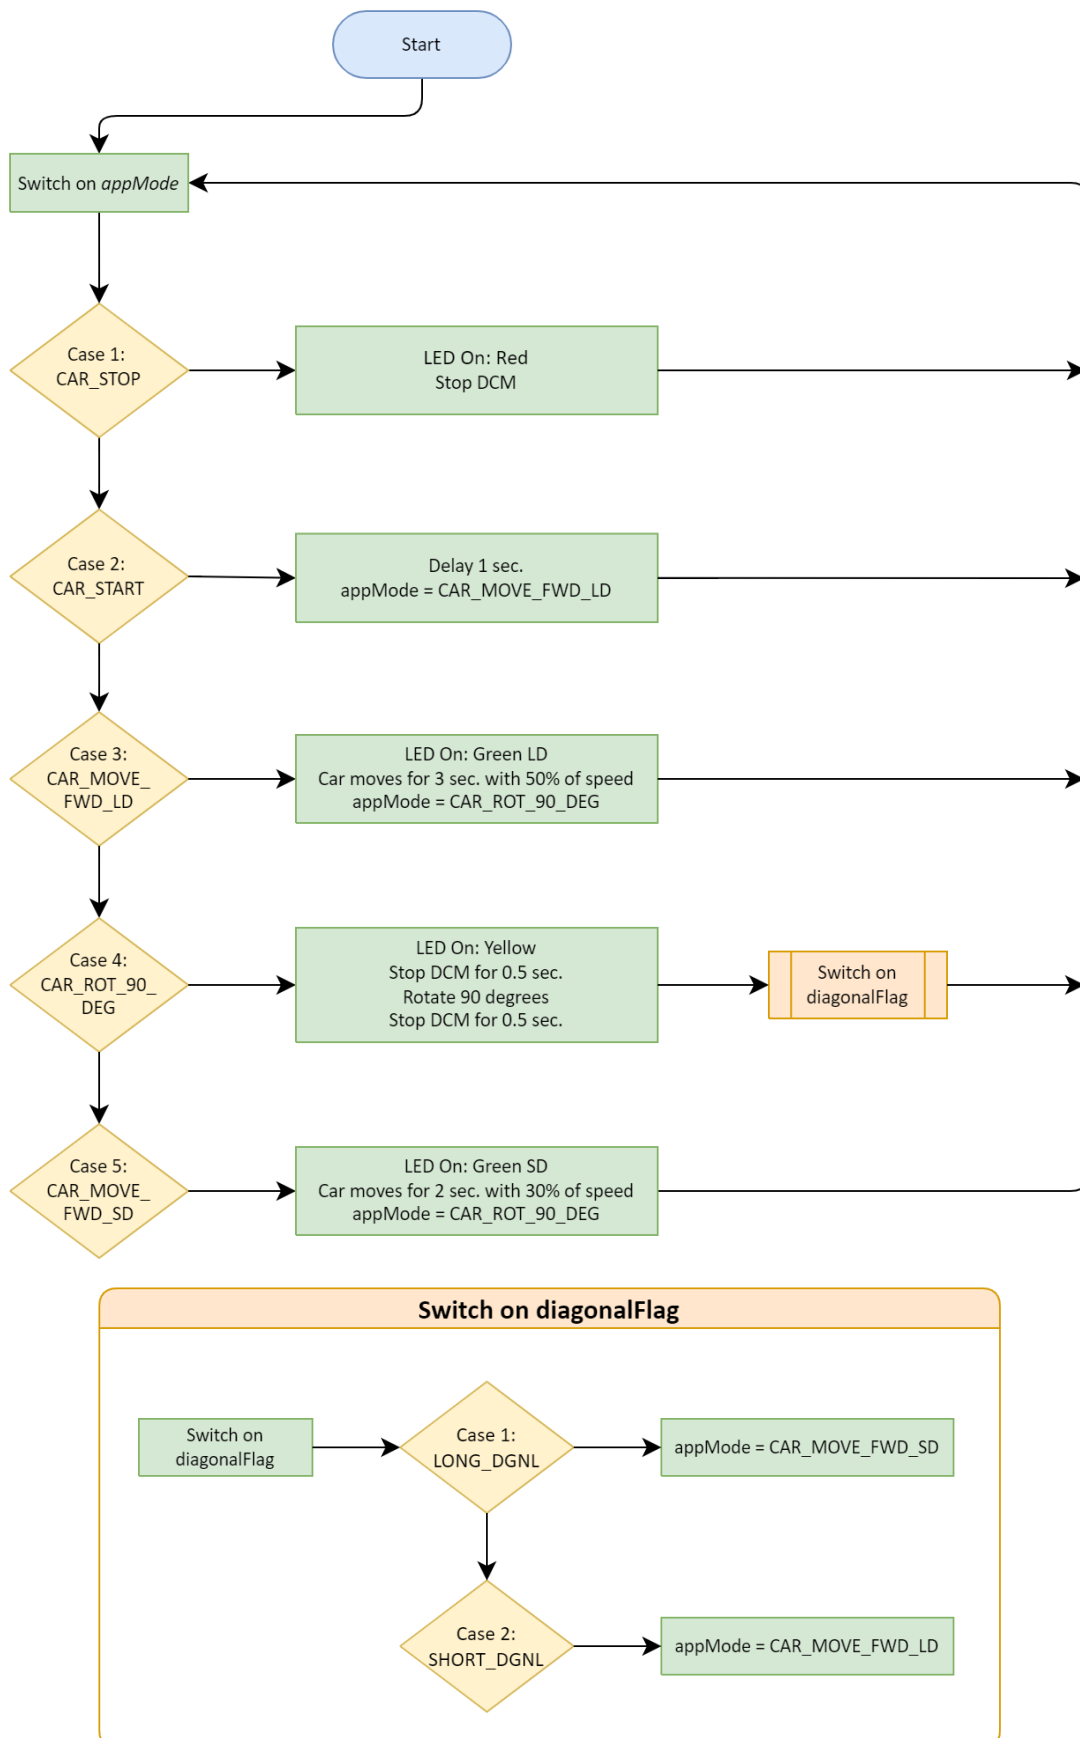 Start
Switch on appMode
Case 1:
CAR_STOP
LED On: Red
Stop DCM
Case 2:
CAR_START
Delay 1 sec.
appMode = CAR_MOVE_FWD_LD
Case 3:
CAR_MOVE_
FWD_LD
LED On: Green LD
Car moves for 3 sec. with 50% of speed
appMode = CAR_ROT_90_DEG
Case 4:
CAR_ROT_90_
DEG
LED On: Yellow
Stop DCM for 0.5 sec.
Rotate 90 degrees
Stop DCM for 0.5 sec.
Switch on
diagonalFlag
Case 5:
CAR_MOVE_
FWD_SD
LED On: Green SD
Car moves for 2 sec. with 30% of speed
appMode = CAR_ROT_90_DEG
Switch on diagonalFlag
Switch on
diagonalFlag
Case 1:
LONG_DGNL
appMode = CAR_MOVE_FWD_SD
Case 2:
SHORT_DGNL
appMode = CAR_MOVE_FWD_LD